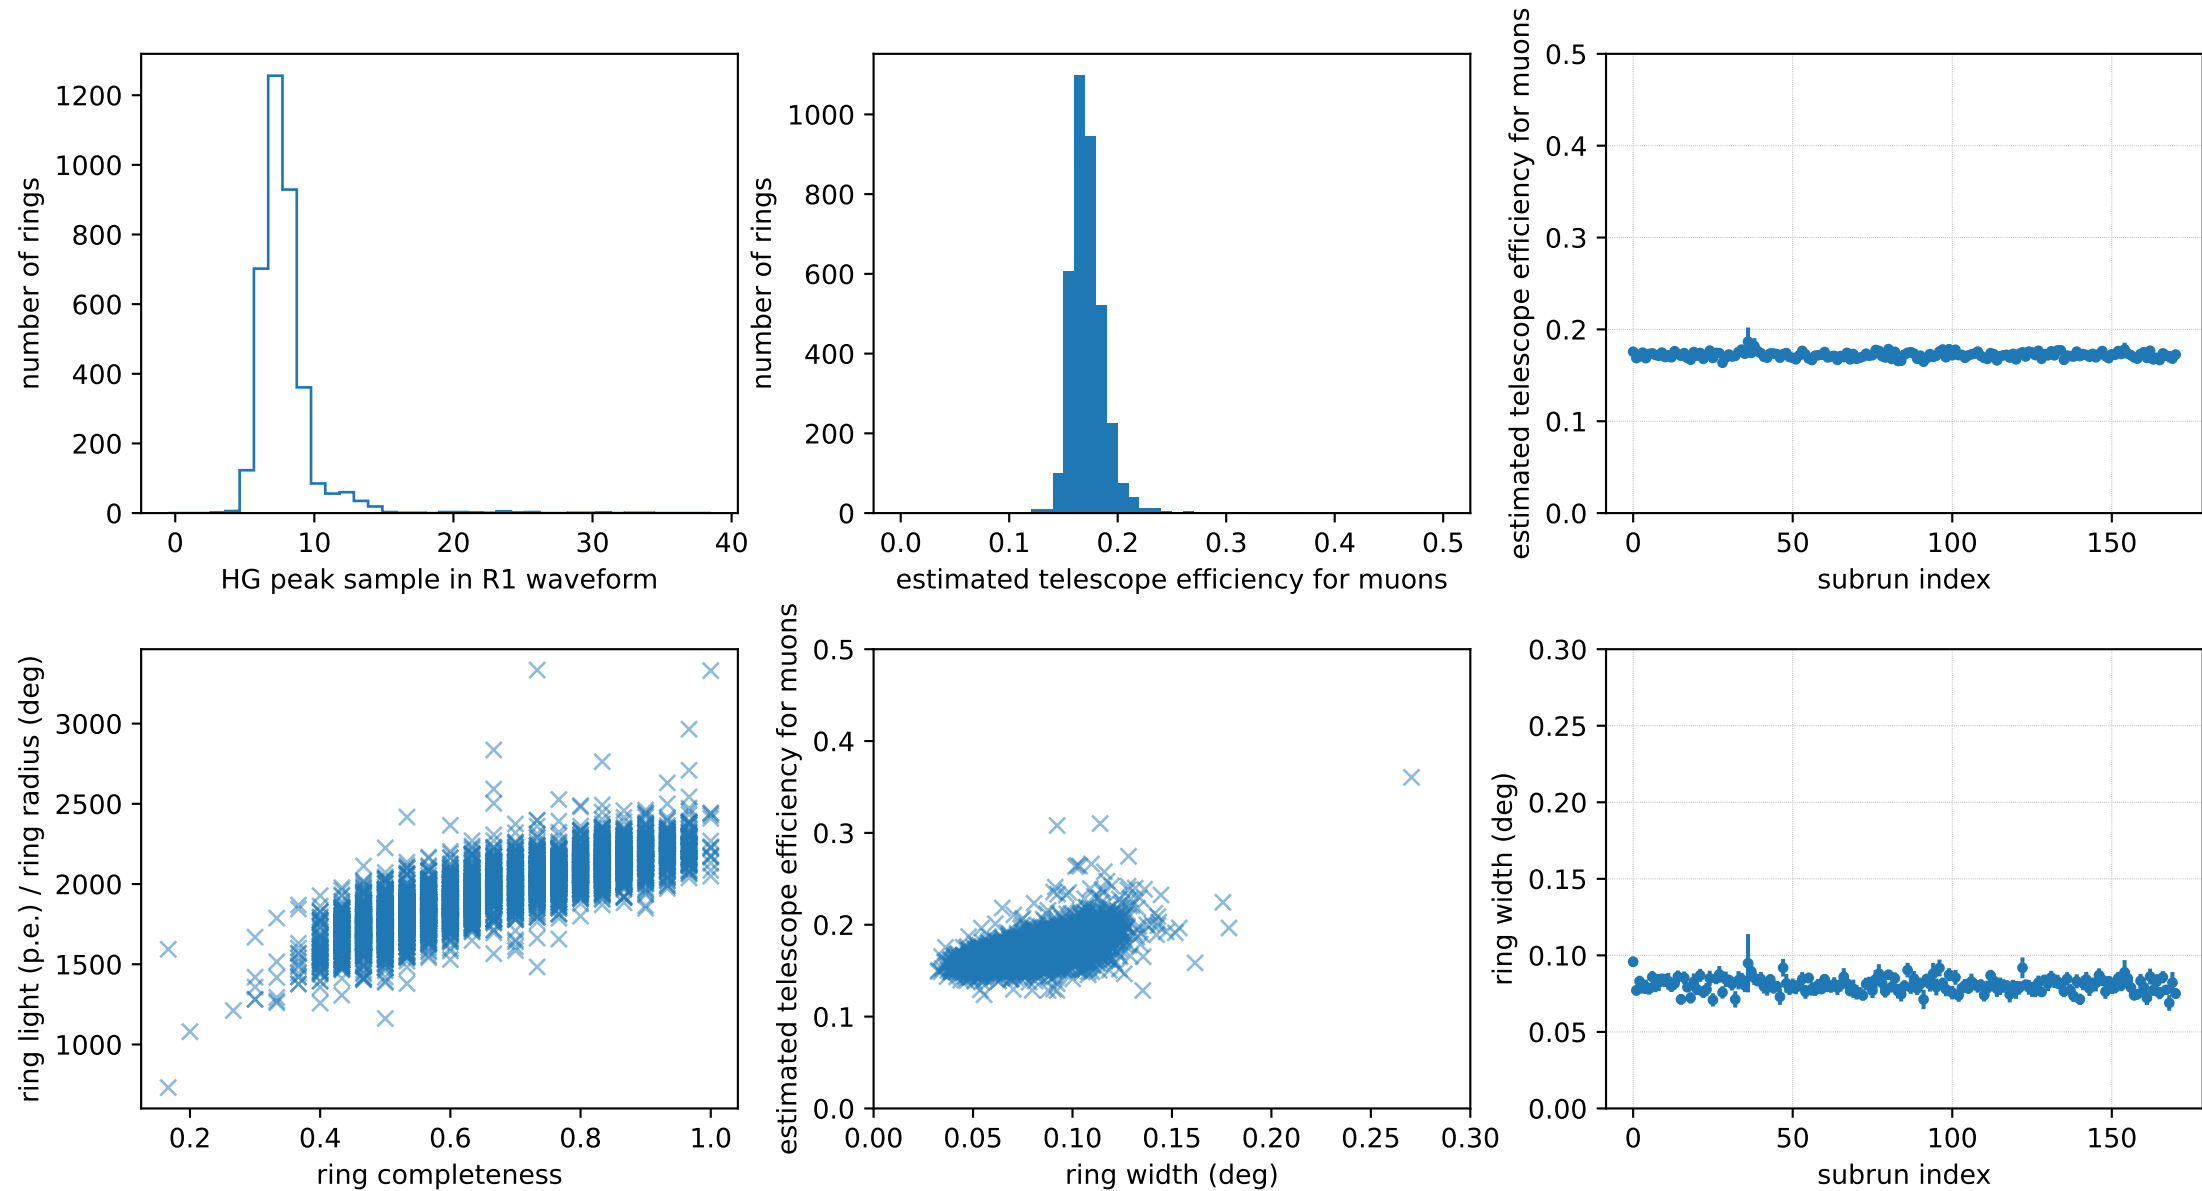 number of rings
1200
1000
800
600
400
200
0
0 10 20 30 40
HG peak sample in R1 waveform
number of rings
1000
800
600
400
200
0
0.0 0.1 0.2 0.3 0.4 0.5
estimated telescope efficiency for muons
estimated telescope efficiency for muons
0.5
0.4
0.3
0.2
0.1
0.0
0 50 100 150
subrun index
ring light (p.e.) / ring radius (deg)
3000
2500
2000
1500
1000
0.2 0.4 0.6 0.8 1.0
ring completeness
estimated telescope efficiency for muons
0.5
0.4
0.3
0.2
0.1
0.0
0.00 0.05 0.10 0.15 0.20 0.25 0.30
ring width (deg)
ring width (deg)
0.30
0.25
0.20
0.15
0.10
0.05
0.00
0 50 100 150
subrun index